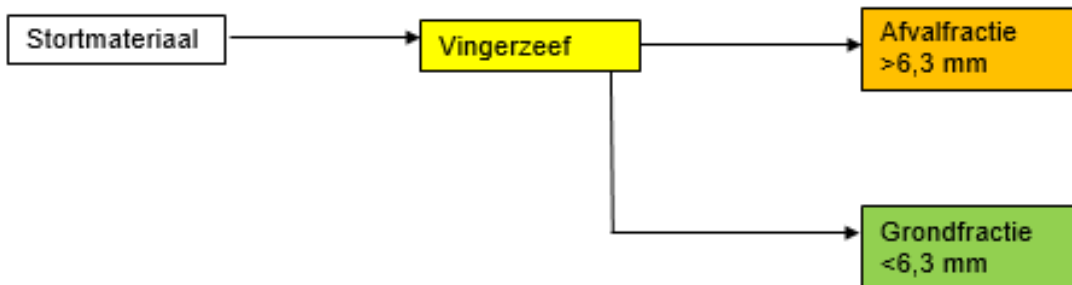 Stortmateriaal
Vingerzeef
Afvalfractie
>6,3 mm
Grondfractie
<6,3 mm